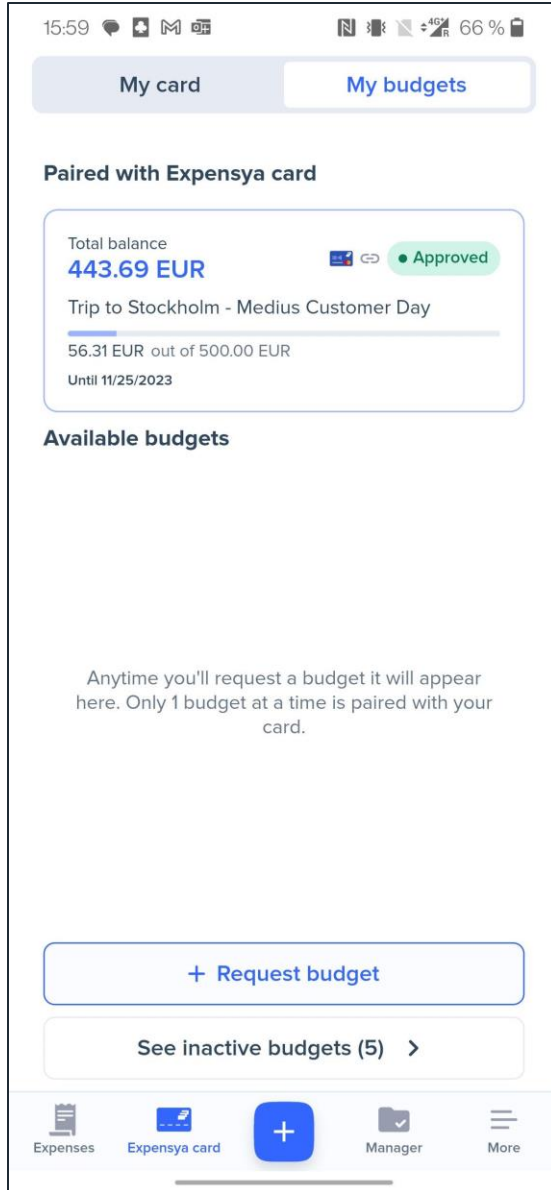 15:59 66 %
My card My budgets
Paired with Expensya card
Total balance
443.69 EUR
Approved
Trip to Stockholm - Medius Customer Day
56.31 EUR out of 500.00 EUR
Until 11/25/2023
Available budgets
Anytime you'll request a budget it will appear
here. Only 1 budget at a time is paired with your
card.
+ Request budget
See inactive budgets (5)
Expenses Expensya card + Manager More